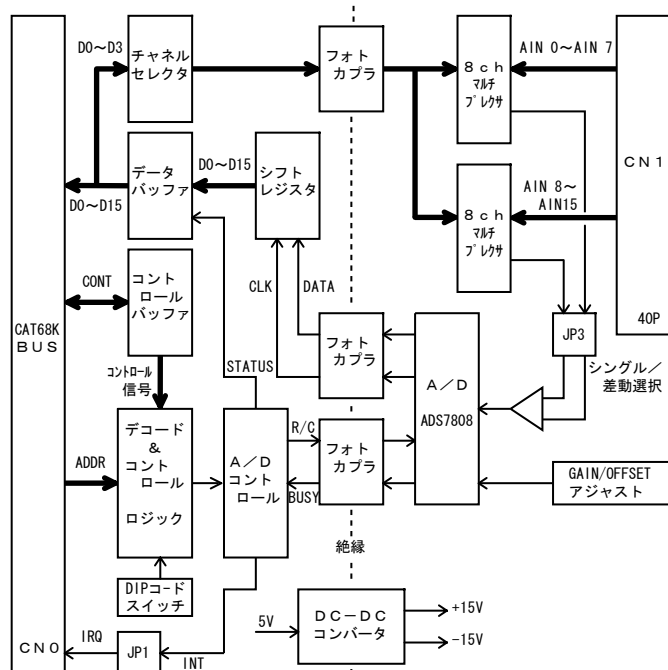 D0～D3
チャネル
セレクタ
フォト
カプラ
8ch
マルチ
プレクサ
AIN 0～AIN 7
CN1
データ
バッファ
D0～D15
D0～D15
シフト
レジスタ
8ch
マルチ
プレクサ
AIN 8～
AIN15
CLK
DATA
CONT
コント
ロール
バッファ
CAT68K
BUS
コントロール
信号
STATUS
フォト
カプラ
A／D
ADS7808
JP3
40P
シングル／
差動選択
ADDR
デコード
&
コント
ロール
ロジック
A／D
コント
ロール
R/C
BUSY
フォト
カプラ
GAIN/OFFSET
アジャスト
絶縁
DIPコード
スイッチ
5V
DC－DC
コンバータ
+15V
-15V
CN0
IRQ
JP1
INT